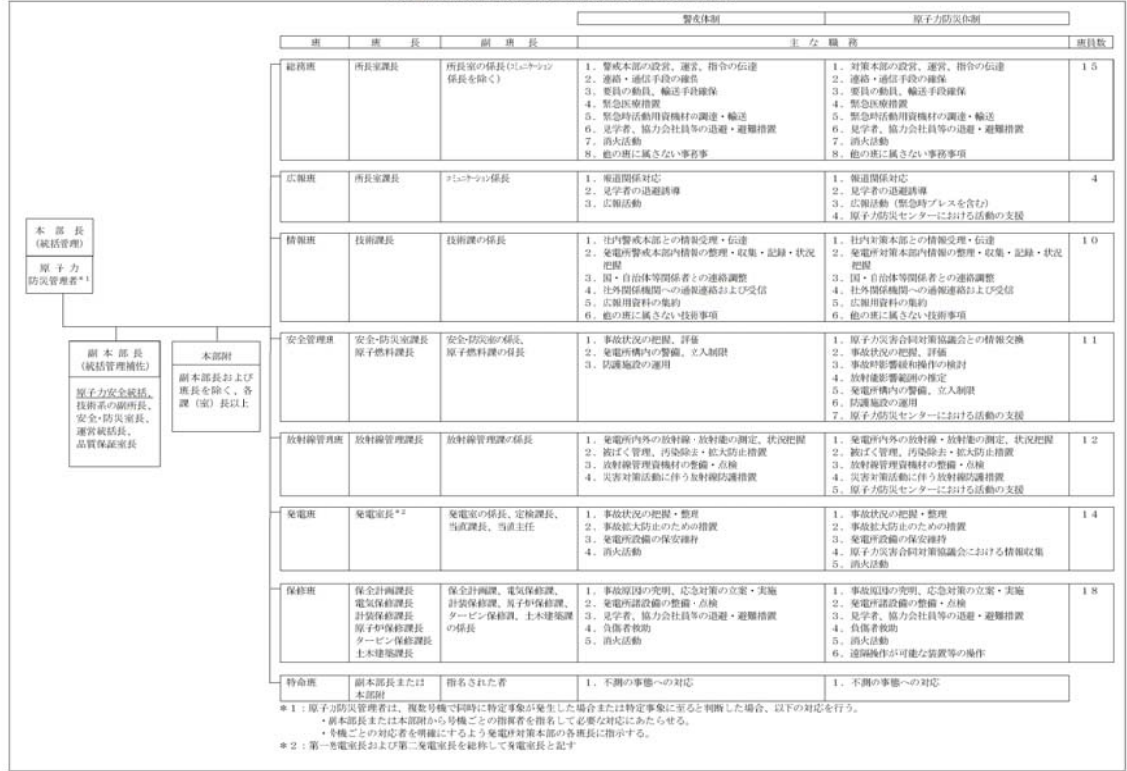 警戒体制
原子力防災体制
班
班　長
副　班　長
主　な　職　務
班員数
本　部　長
(統括管理)
原　子　力
防災管理者＊１
副　本　部　長
(統括管理補佐)
原子力安全統括、
技術系の副所長、
安全・防災室長、
運営統括長、
品質保証室長
本部附
副本部長および
班長を除く、各
課（室）長以上
総務班
所長室課長
所長室の係長(ｺﾐｭﾆｹｰｼｮﾝ
係長を除く)
１．警戒本部の設営、運営、指令の伝達
２．連絡・通信手段の確保
３．要員の動員、輸送手段確保
４．緊急医療措置
５．緊急時活動用資機材の調達・輸送
６．見学者、協力会社員等の退避・避難措置
７．消火活動
８．他の班に属さない事務事
１．対策本部の設営、運営、指令の伝達
２．連絡・通信手段の確保
３．要員の動員、輸送手段確保
４．緊急医療措置
５．緊急時活動用資機材の調達・輸送
６．見学者、協力会社員等の退避・避難措置
７．消火活動
８．他の班に属さない事務事項
１５
広報班
所長室課長
ｺﾐｭﾆｹｰｼｮﾝ係長
１．報道関係対応
２．見学者の退避誘導
３．広報活動
１．報道関係対応
２．見学者の退避誘導
３．広報活動（緊急時プレスを含む）
４．原子力防災センターにおける活動の支援
４
情報班
技術課長
技術課の係長
１．社内警戒本部との情報受理・伝達
２．発電所警戒本部内情報の整理・収集・記録・状況
把握
３．国・自治体等関係者との連絡調整
４．社外関係機関への通報連絡および受信
５．広報用資料の集約
６．他の班に属さない技術事項
１．社内対策本部との情報受理・伝達
２．発電所対策本部内情報の整理・収集・記録・状況
把握
３．国・自治体等関係者との連絡調整
４．社外関係機関への通報連絡および受信
５．広報用資料の集約
６．他の班に属さない技術事項
１０
安全管理班
安全・防災室課長
原子燃料課長
安全・防災室の係長、
原子燃料課の係長
１．事故状況の把握、評価
２．発電所構内の警備、立入制限
３．防護施設の運用
１．原子力災害合同対策協議会との情報交換
２．事故状況の把握、評価
３．事故時影響緩和操作の検討
４．放射能影響範囲の推定
５．発電所構内の警備、立入制限
６．防護施設の運用
７．原子力防災センターにおける活動の支援
１１
放射線管理班
放射線管理課長
放射線管理課の係長
１．発電所内外の放射線・放射能の測定、状況把握
２．被ばく管理、汚染除去・拡大防止措置
３．放射線管理資機材の整備・点検
４．災害対策活動に伴う放射線防護措置
１．発電所内外の放射線・放射能の測定、状況把握
２．被ばく管理、汚染除去・拡大防止措置
３．放射線管理資機材の整備・点検
４．災害対策活動に伴う放射線防護措置
５．原子力防災センターにおける活動の支援
１２
発電班
発電室長＊２
発電室の係長、定検課長、
当直課長、当直主任
１．事故状況の把握・整理
２．事故拡大防止のための措置
３．発電所設備の保安維持
４．消火活動
１．事故状況の把握・整理
２．事故拡大防止のための措置
３．発電所設備の保安維持
４．原子力災害合同対策協議会における情報収集
５．消火活動
１４
保修班
保全計画課長
電気保修課長
計装保修課長
原子炉保修課長
タービン保修課長
土木建築課長
保全計画課、電気保修課、
計装保修課、原子炉保修課、
タービン保修課、土木建築課
の係長
１．事故原因の究明、応急対策の立案・実施
２．発電所諸設備の整備・点検
３．見学者、協力会社員等の退避・避難措置
４．負傷者救助
５．消火活動
１．事故原因の究明、応急対策の立案・実施
２．発電所諸設備の整備・点検
３．見学者、協力会社員等の退避・避難措置
４．負傷者救助
５．消火活動
６．遠隔操作が可能な装置等の操作
１８
特命班
副本部長または
本部附
指名された者
１．不測の事態への対応
１．不測の事態への対応
＊１：原子力防災管理者は、複数号機で同時に特定事象が発生した場合または特定事象に至ると判断した場合、以下の対応を行う。
・副本部長または本部附から号機ごとの指揮者を指名して必要な対応にあたらせる。
・号機ごとの対応者を明確にするよう発電所対策本部の各班長に指示する。
＊２：第一発電室長および第二発電室長を総称して発電室長と記す